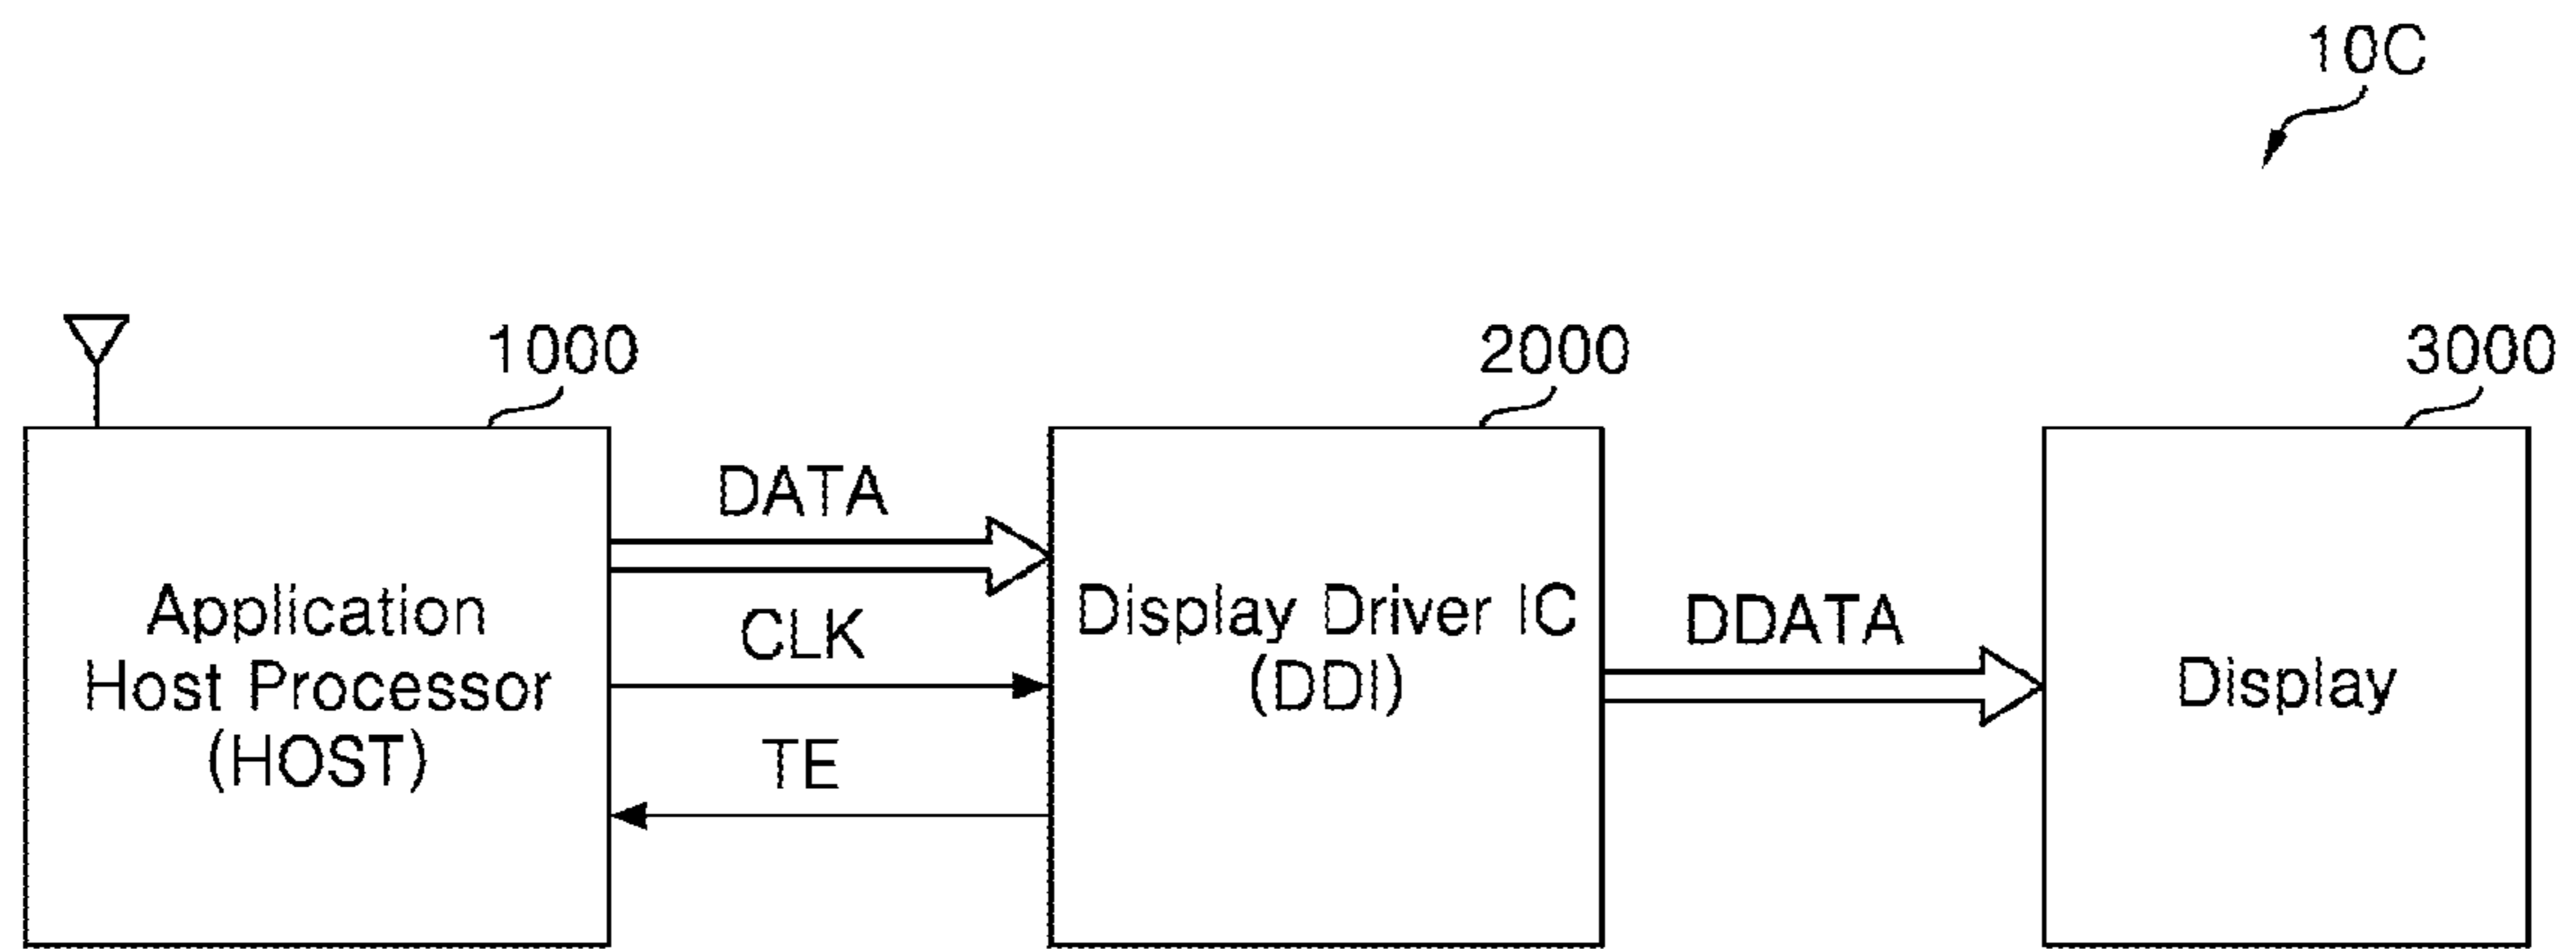 10C
1000
2000
3000
DATA
CLK
TE
Application
Host Processor
(HOST)
Display Driver IC
(DDI)
DDATA
Display